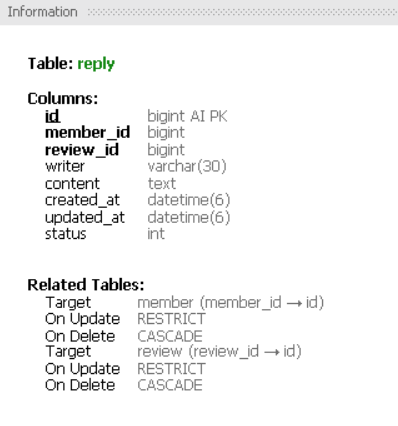 Information
Table: reply
Columns:
id bigint AI PK
member_id bigint
review_id bigint
writer varchar(30)
content text
created_at datetime(6)
updated_at datetime(6)
status int
Related Tables:
Target member (member_id → id)
On Update RESTRICT
On Delete CASCADE
Target review (review_id → id)
On Update RESTRICT
On Delete CASCADE